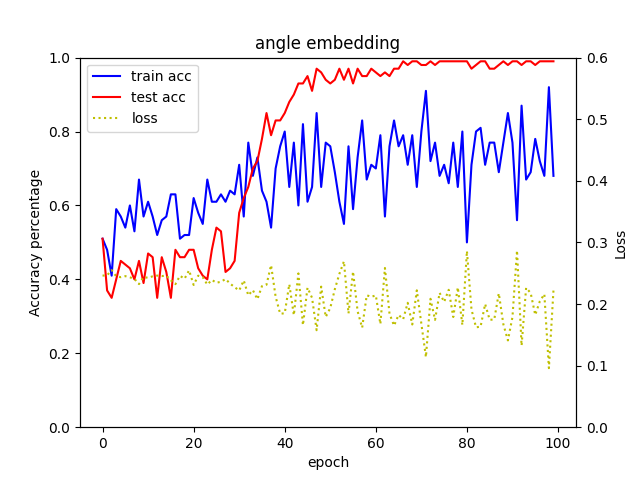 angle embedding
train acc
test acc
loss
Accuracy percentage
1.0
0.8
0.6
0.4
0.2
0.0
0
20
40
60
80
100
epoch
0.6
0.5
0.4
0.3
0.2
0.1
0.0
Loss